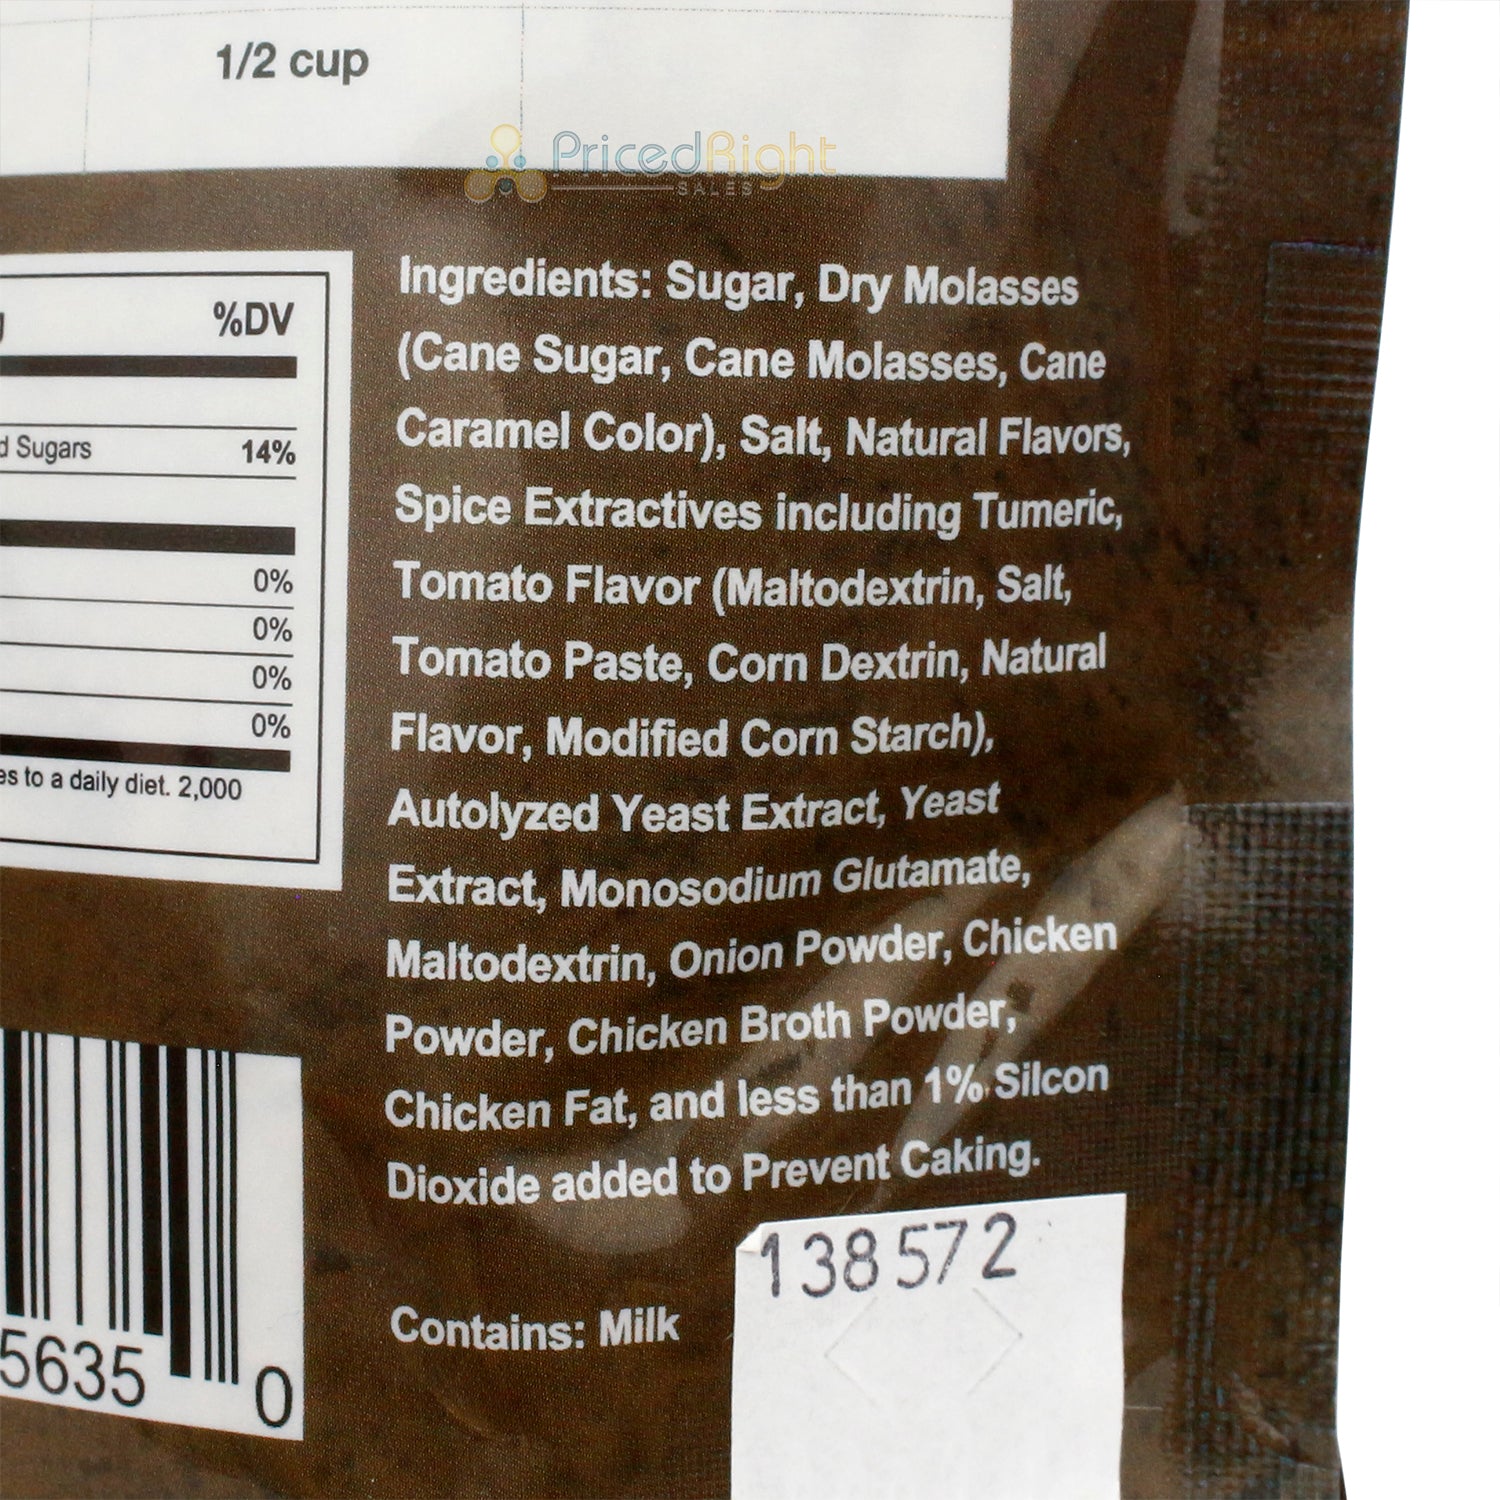 1/2 cup
PricedRight
SALES
%DV
Sugars 14%
0%
0%
0%
0%
to a daily diet. 2,000
Ingredients: Sugar, Dry Molasses
(Cane Sugar, Cane Molasses, Cane
Caramel Color), Salt, Natural Flavors,
Spice Extractives including Tumeric,
Tomato Flavor (Maltodextrin, Salt,
Tomato Paste, Corn Dextrin, Natural
Flavor, Modified Corn Starch),
Autolyzed Yeast Extract, Yeast
Extract, Monosodium Glutamate,
Maltodextrin, Onion Powder, Chicken
Powder, Chicken Broth Powder,
Chicken Fat, and less than 1% Silcon
Dioxide added to Prevent Caking.
Contains: Milk
138572
5635 0